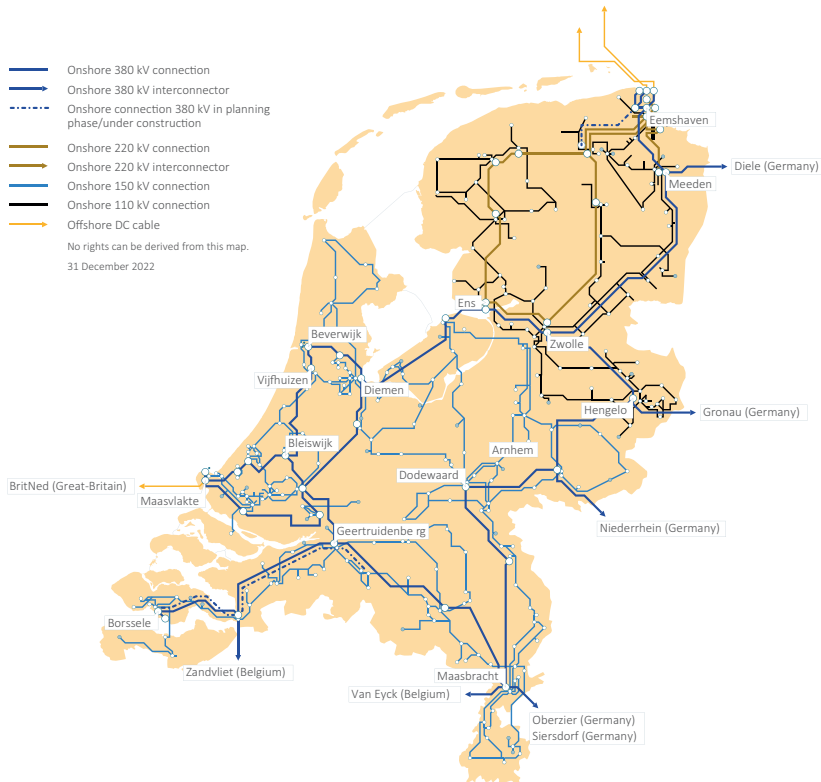 Onshore 380 kV connection
Onshore 380 kV interconnector
Onshore connection 380 kV in planning
phase/under construction
Onshore 220 kV connection
Onshore 220 kV interconnector
Onshore 150 kV connection
Onshore 110 kV connection
Offshore DC cable
No rights can be derived from this map.
31 December 2022
Eemshaven
Diele (Germany)
Meeden
Ens
Beverwijk
Zwolle
Vijfhuizen
Diemen
Hengelo
Gronau (Germany)
Bleiswijk
Arnhem
Dodewaard
BritNed (Great-Britain)
Maasvlakte
Niederrhein (Germany)
Geertruidenbe rg
Borssele
Zandvliet (Belgium)
Maasbracht
Van Eyck (Belgium)
Oberzier (Germany)
Siersdorf (Germany)